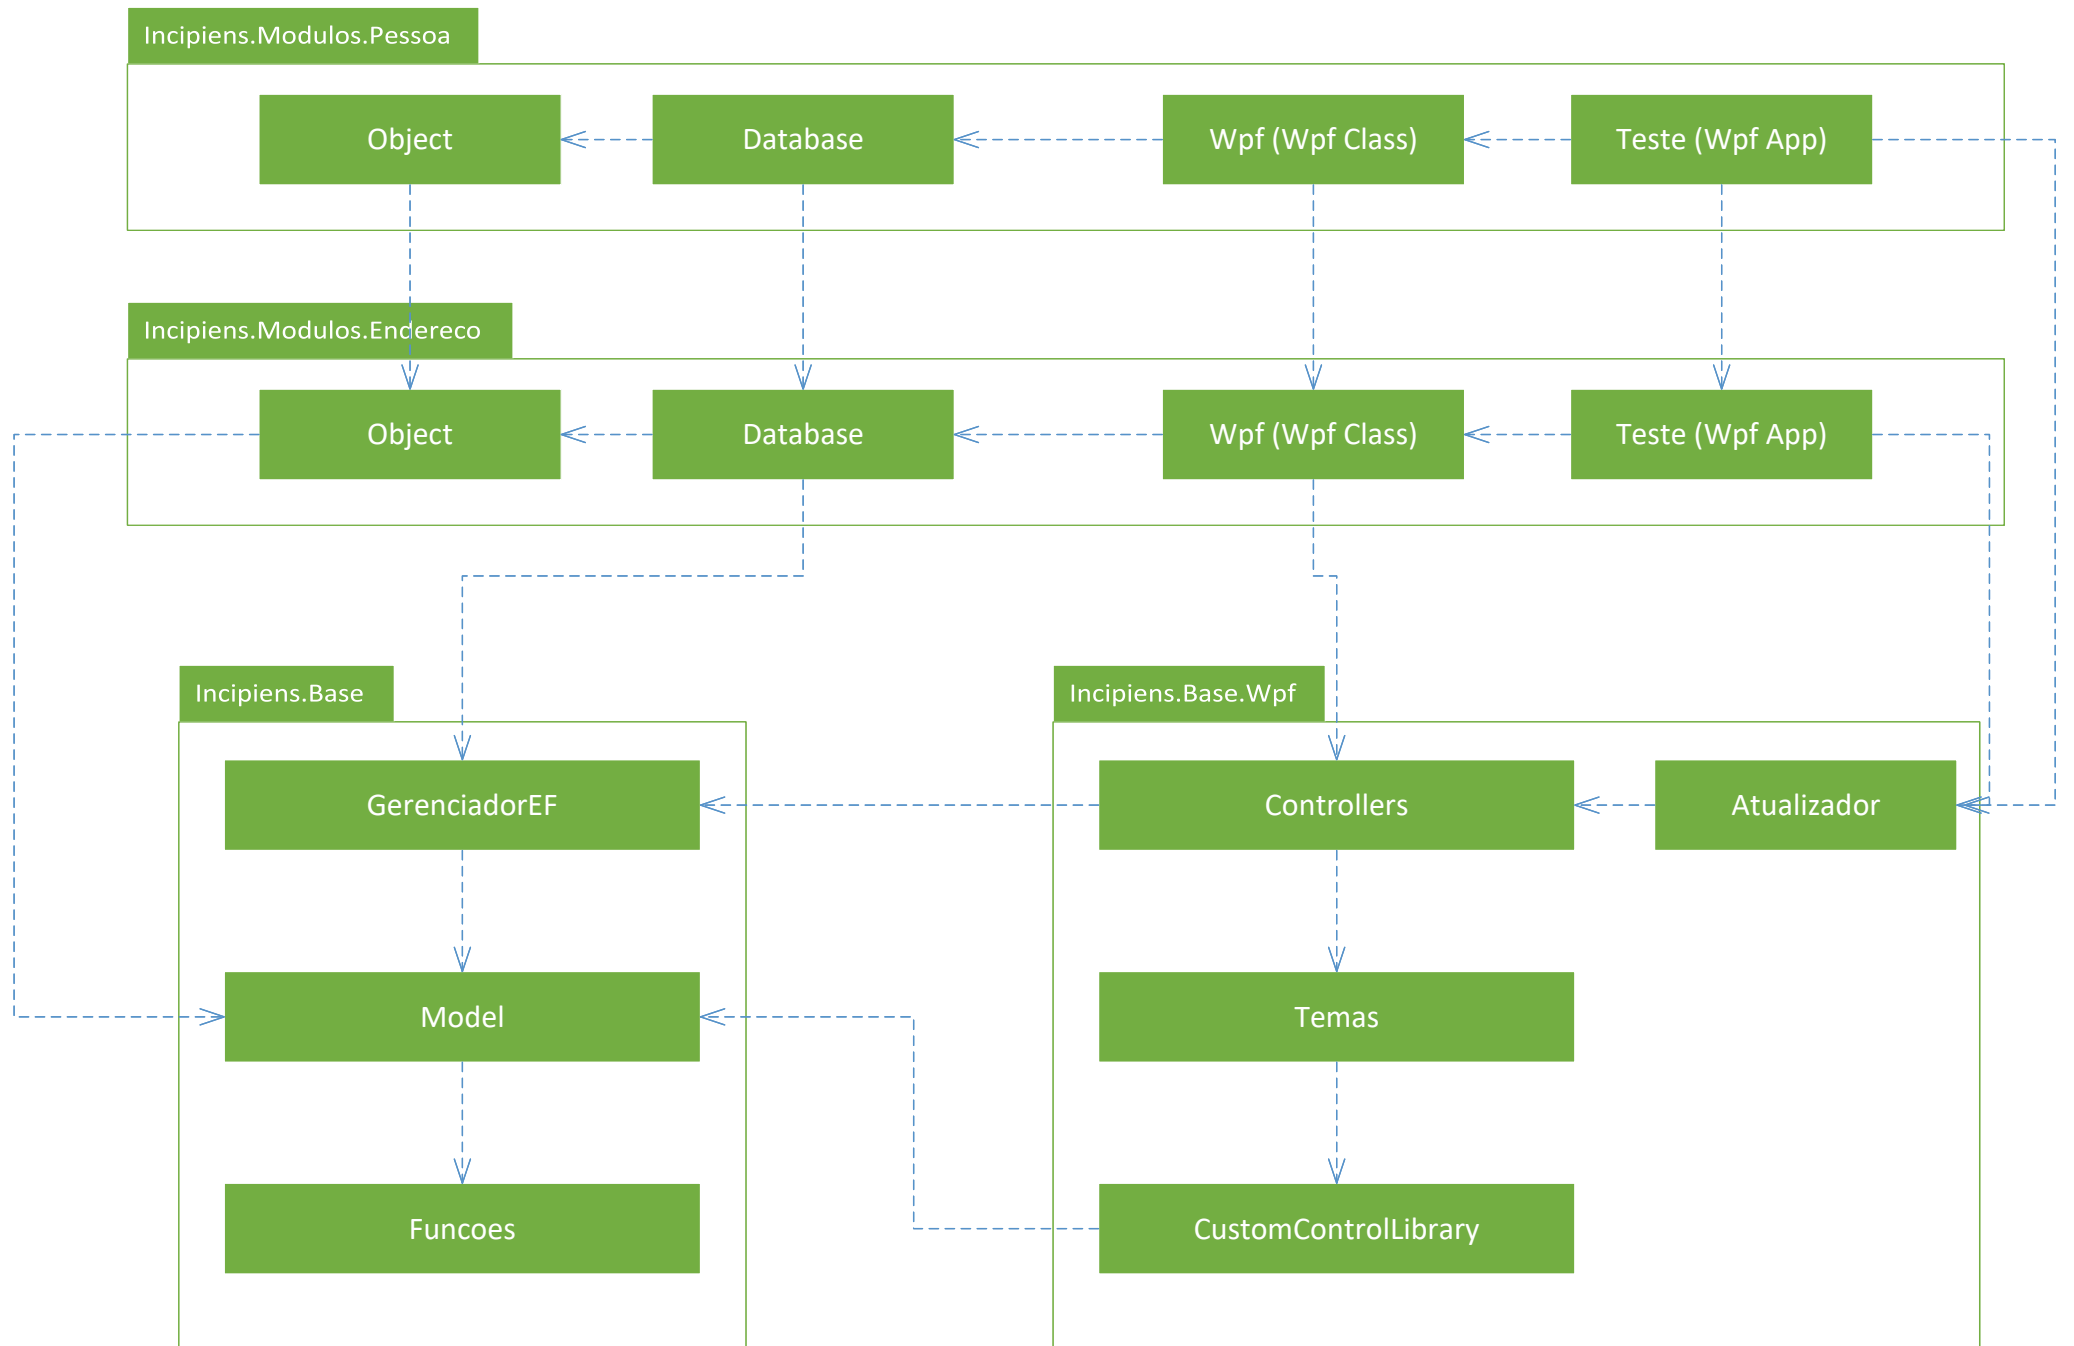 Incipiens.Modulos.Pessoa
Object
Database
Wpf (Wpf Class)
Teste (Wpf App)
Incipiens.Modulos.Endereco
Object
Database
Wpf (Wpf Class)
Teste (Wpf App)
Incipiens.Base
Incipiens.Base.Wpf
GerenciadorEF
Controllers
Atualizador
Model
Temas
Funcoes
CustomControlLibrary